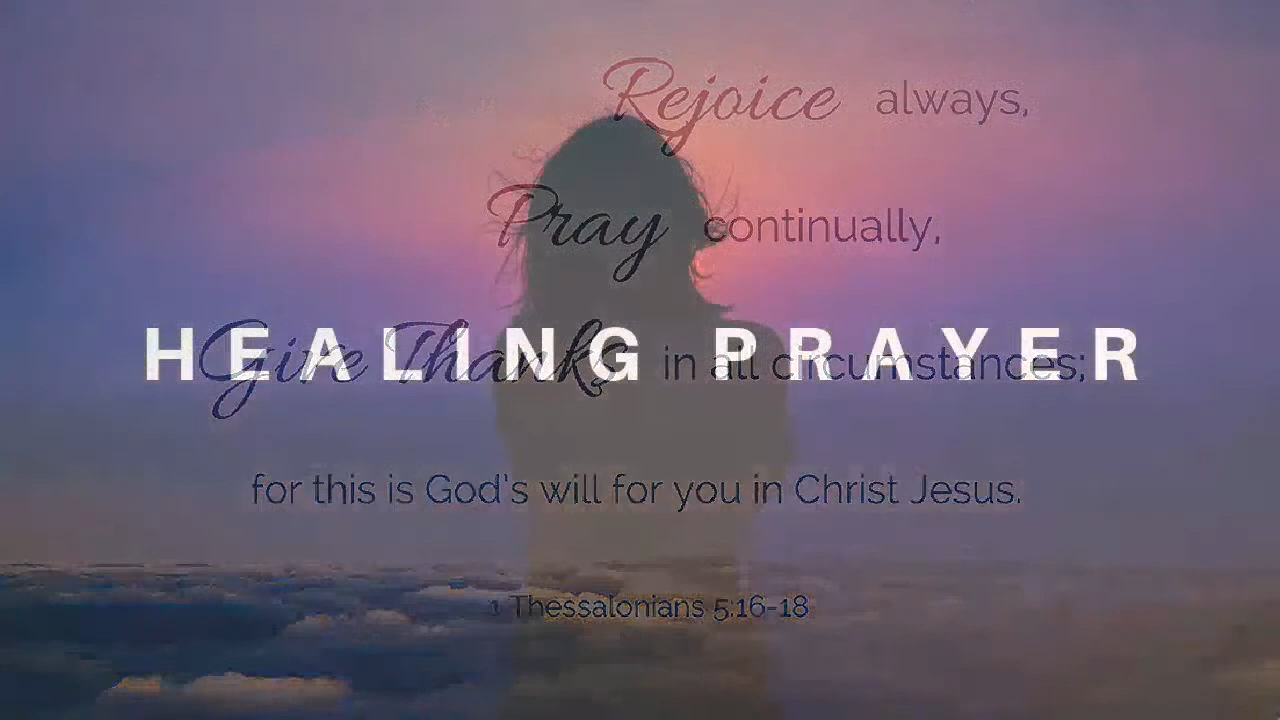 Rejoice always,
Pray continually,
HEALING PRAYER
Give Thanks in all circumstances;
for this is God's will for you in Christ Jesus.
1 Thessalonians 5:16-18